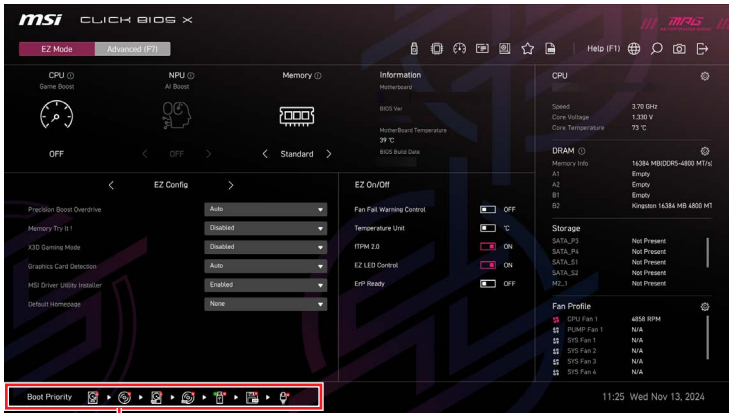 msi CLICK BIOS X
MPG
EZ Mode
Advanced (F7)
Help (F1)
CPU
Game Boost
OFF
NPU
AI Boost
OFF
Memory
Standard
Information
Motherboard
BIOS Ver
MotherBoard Temperature
39 °C
BIOS Build Date
CPU
Speed 3.70 GHz
Core Voltage 1.330 V
Core Temperature 73 °C
DRAM
Memory Info 16384 MB(DDR5-4800 MT/s)
A1 Empty
A2 Empty
B1 Empty
B2 Kingston 16384 MB 4800 MT
Storage
SATA_P3 Not Present
SATA_P4 Not Present
SATA_S1 Not Present
SATA_S2 Not Present
M2_1 Not Present
Fan Profile
CPU Fan 1 4858 RPM
PUMP Fan 1 N/A
SYS Fan 1 N/A
SYS Fan 2 N/A
SYS Fan 3 N/A
SYS Fan 4 N/A
EZ Config
Precision Boost Overdrive Auto
Memory Try It ! Disabled
X3D Gaming Mode Disabled
Graphics Card Detection Auto
MSI Driver Utility Installer Enabled
Default Homepage None
EZ On/Off
Fan Fail Warning Control OFF
Temperature Unit °C
fTPM 2.0 ON
EZ LED Control ON
ErP Ready OFF
Boot Priority
11:25 Wed Nov 13, 2024